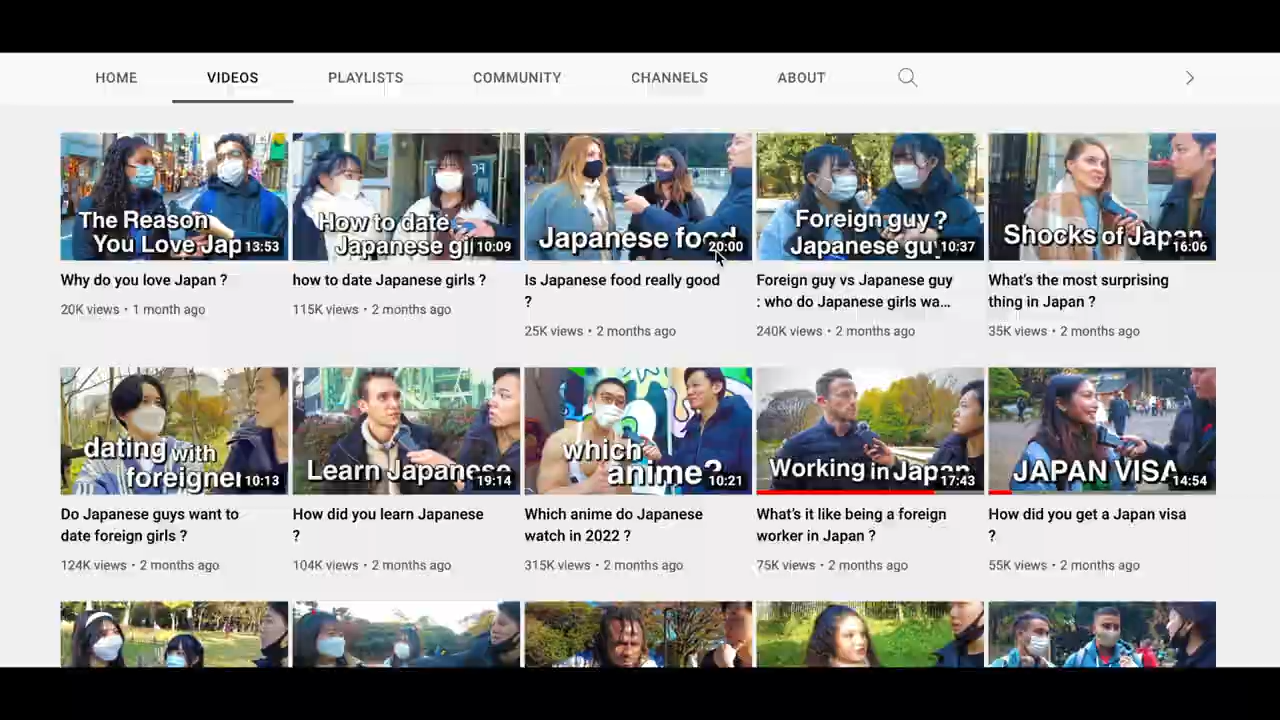 HOME VIDEOS PLAYLISTS COMMUNITY CHANNELS ABOUT
The Reason
You Love Jap 13:53
How to date
Japanese gi 10:09
Japanese food 20:00
Foreign guy ?
Japanese gu 10:37
Shocks of Japan 16:06
Why do you love Japan ?
20K views • 1 month ago
how to date Japanese girls ?
115K views • 2 months ago
Is Japanese food really good
?
25K views • 2 months ago
Foreign guy vs Japanese guy
: who do Japanese girls wa...
240K views • 2 months ago
What's the most surprising
thing in Japan ?
35K views • 2 months ago
dating with
foreigner 10:13
Learn Japanese 19:14
which
anime? 10:21
Working in Japan 17:43
JAPAN VISA 14:54
Do Japanese guys want to
date foreign girls ?
124K views • 2 months ago
How did you learn Japanese
?
104K views • 2 months ago
Which anime do Japanese
watch in 2022 ?
315K views • 2 months ago
What's it like being a foreign
worker in Japan ?
75K views • 2 months ago
How did you get a Japan visa
?
55K views • 2 months ago